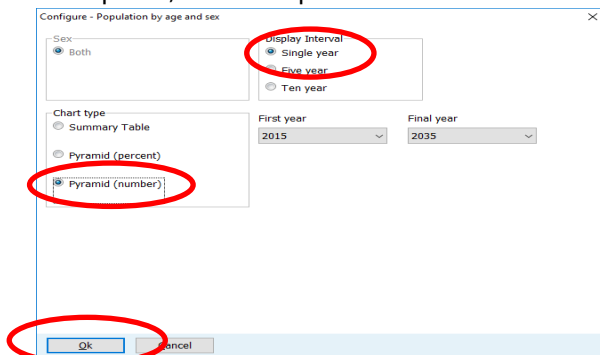 Configure - Population by age and sex
Sex
Both
Display Interval
Single year
Five year
Ten year
Chart type
Summary Table
Pyramid (percent)
Pyramid (number)
First year
Final year
2015
2035
Ok
Cancel